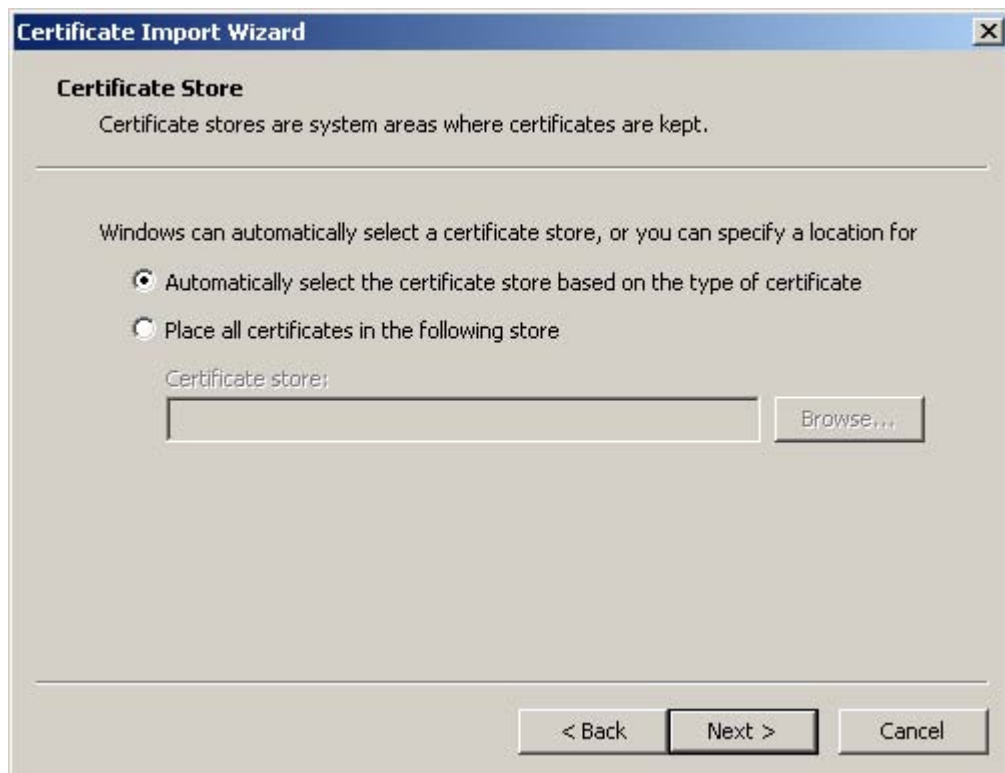 Certificate Import Wizard
Certificate Store
Certificate stores are system areas where certificates are kept.
Windows can automatically select a certificate store, or you can specify a location for
Automatically select the certificate store based on the type of certificate
Place all certificates in the following store
Certificate store:
Browse...
< Back
Next >
Cancel